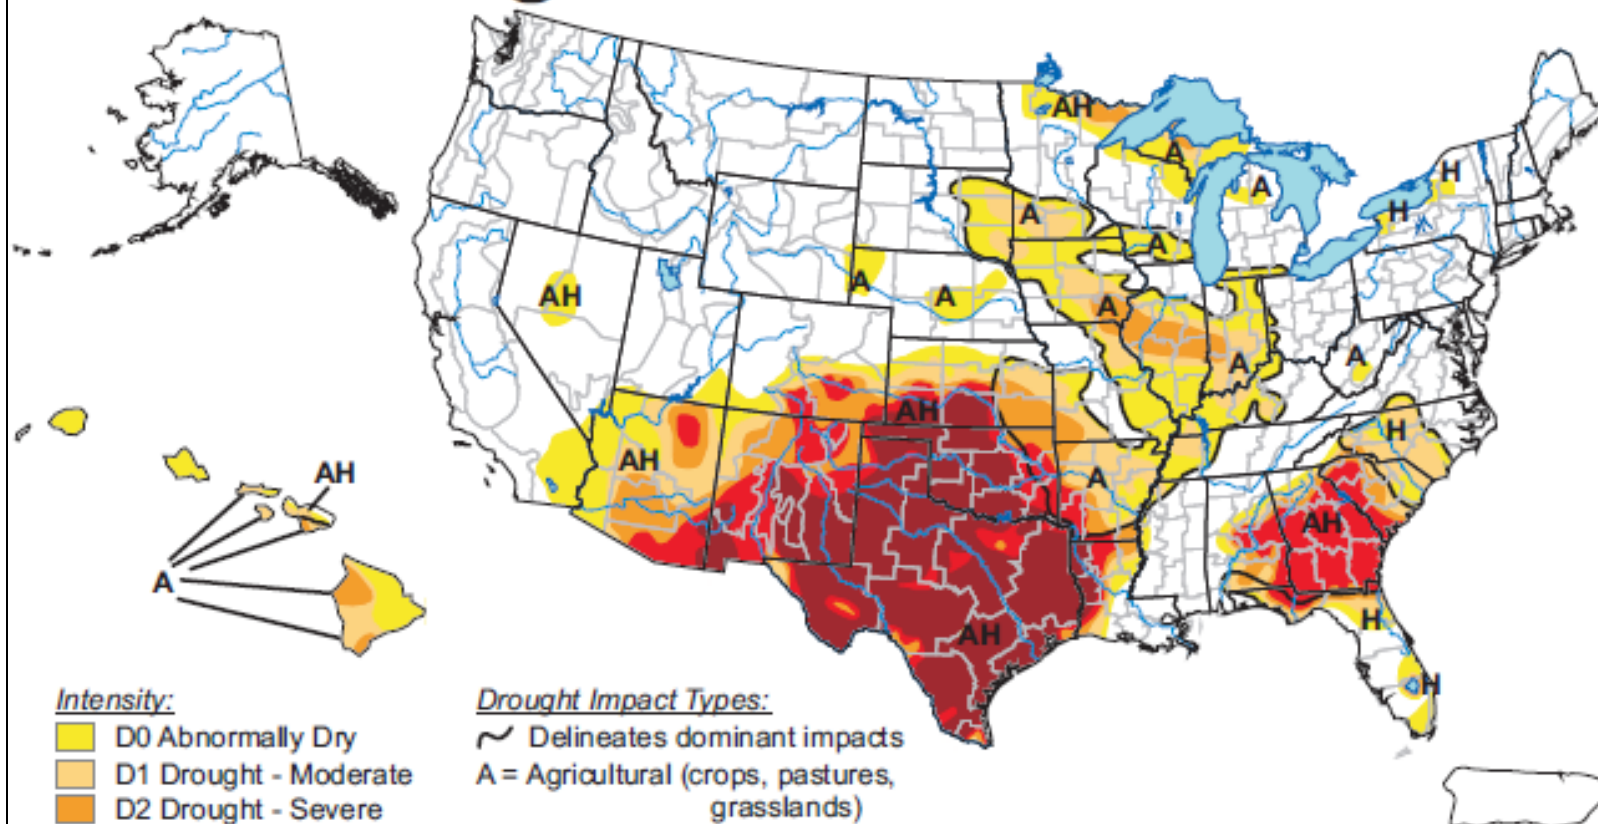 AH
A
H
A
A
H
A
A
AH
A
A
A
A
AH
H
AH
AH
A
AH
A
H
AH
H
H
Intensity:
D0 Abnormally Dry
D1 Drought - Moderate
D2 Drought - Severe
Drought Impact Types:
Delineates dominant impacts
A = Agricultural (crops, pastures,
grasslands)